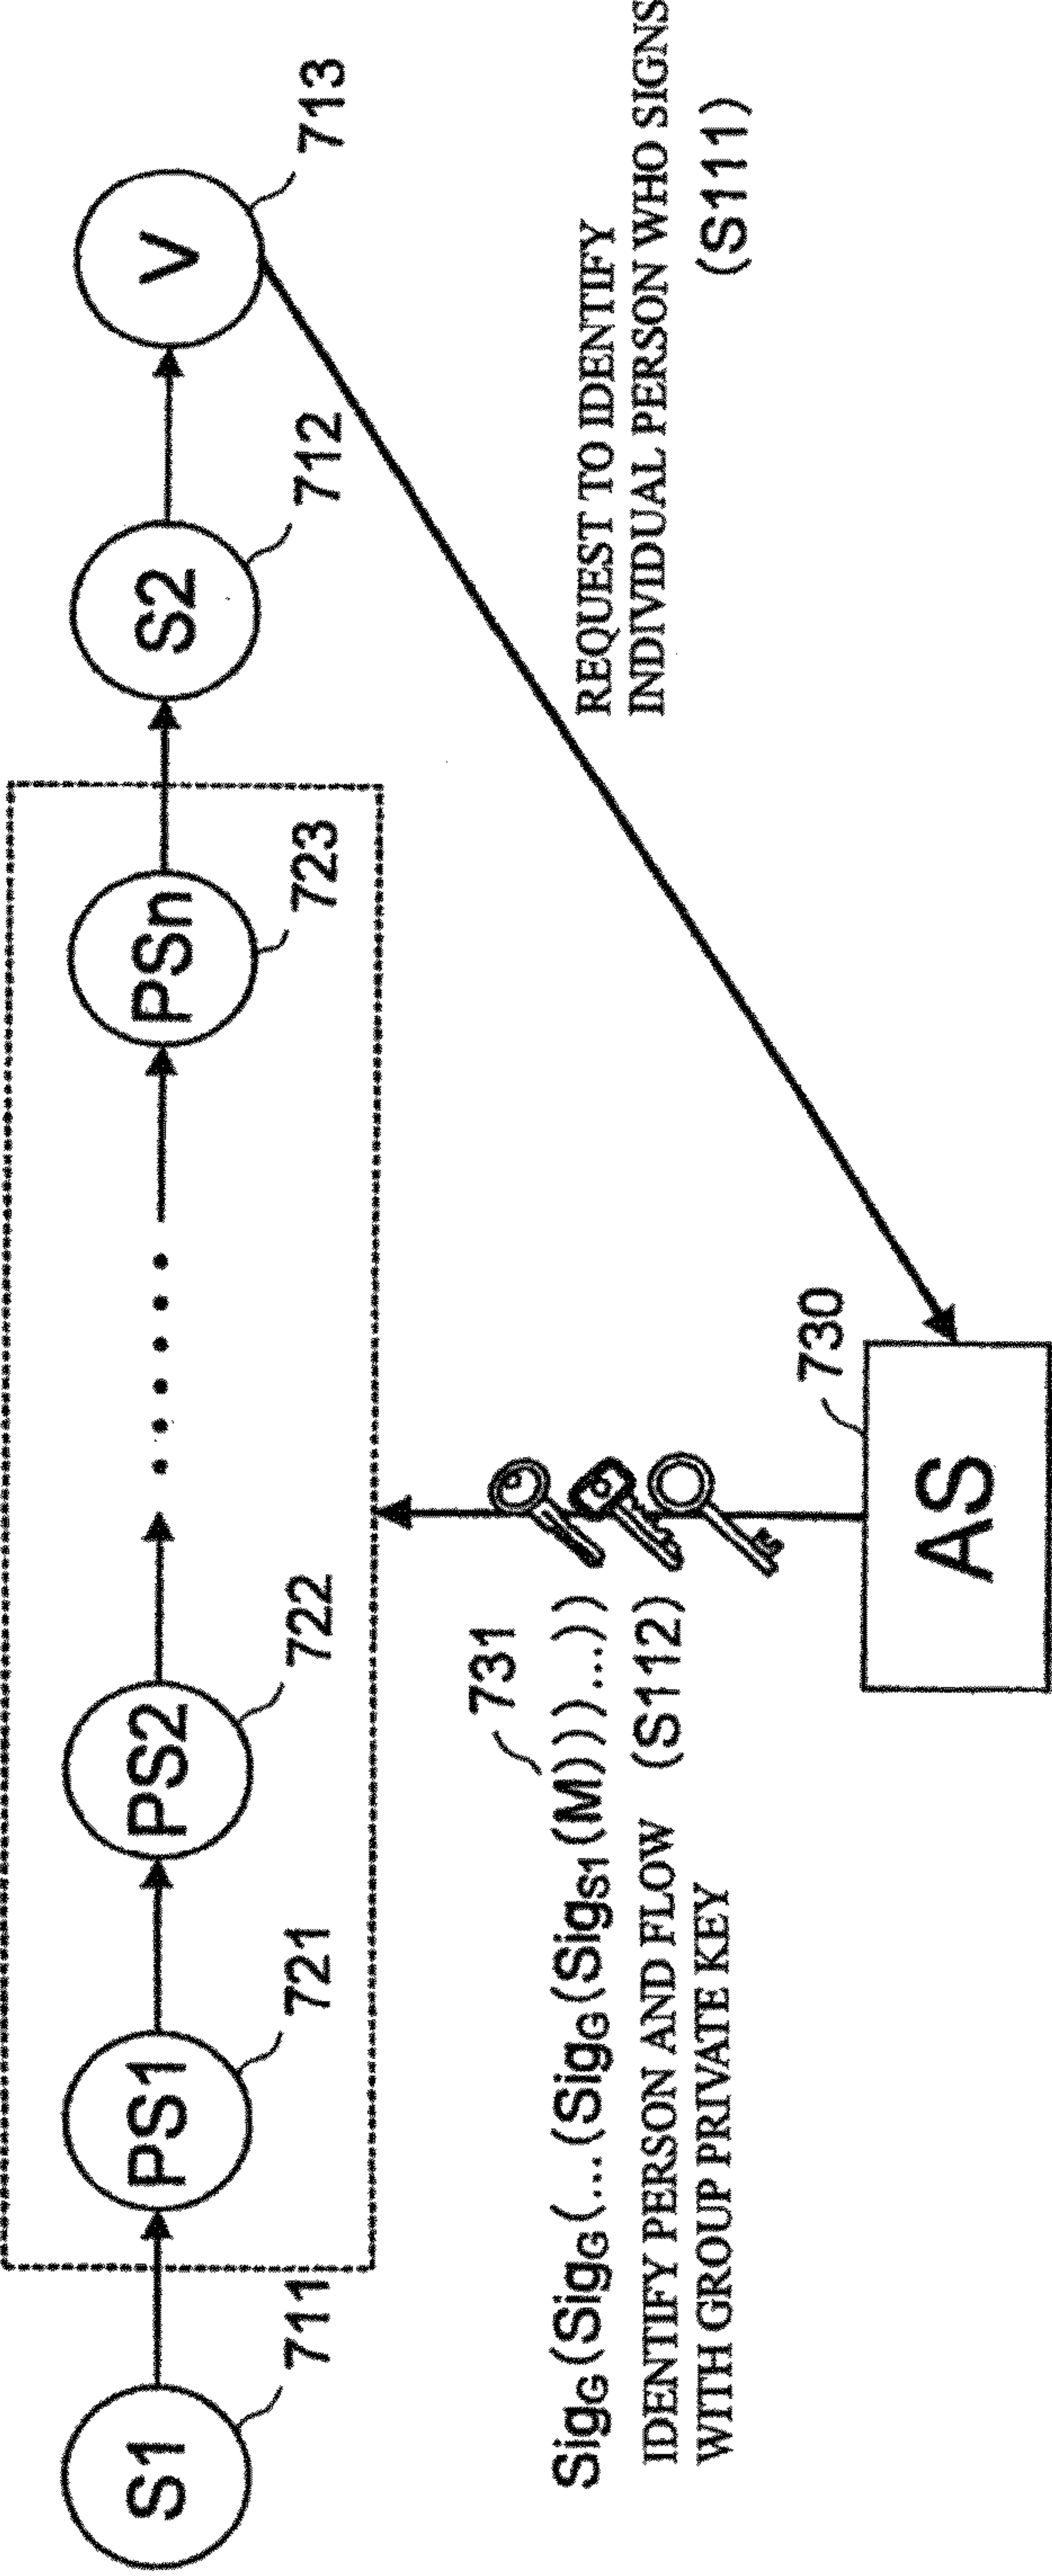 S1
PS1
PS2
PSn
S2
V
711
721
722
723
712
713
731
SigG(SigG(...(SigG(SigS1(M)))...))
IDENTIFY PERSON AND FLOW (S112)
WITH GROUP PRIVATE KEY
730
AS
REQUEST TO IDENTIFY
INDIVIDUAL PERSON WHO SIGNS
(S111)